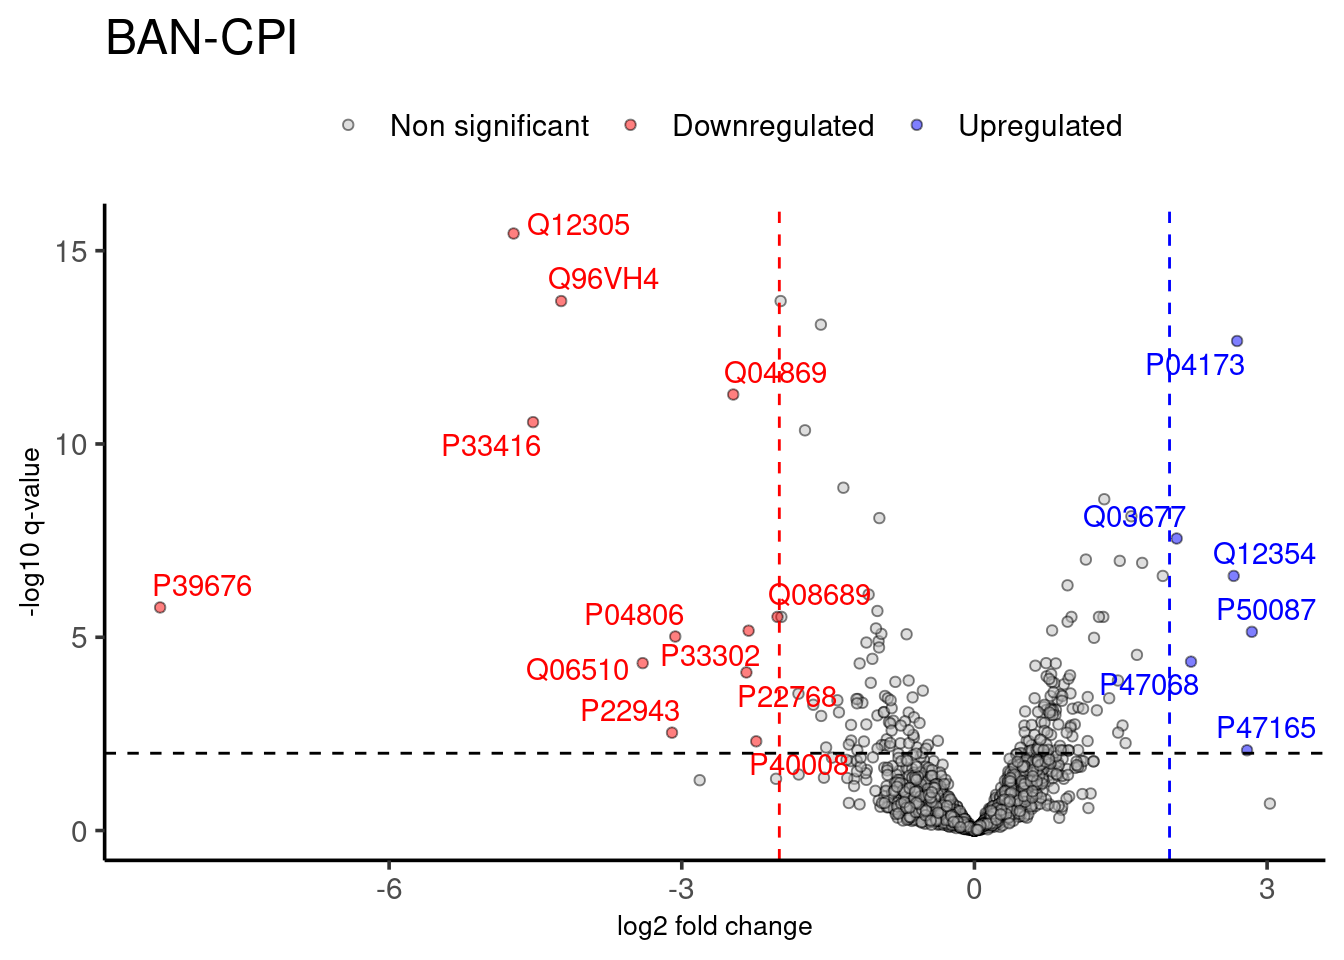 BAN-CPI
Non significant Downregulated Upregulated
Q12305
15
Q96VH4
P04173
Q04869
10
P33416
Q03677
Q12354
P39676
Q08689
P50087
P04806
5
P33302
Q06510
P47068
P22768
P22943
P47165
P40008
0
-6 -3 0 3
log2 fold change
-log10 q-value